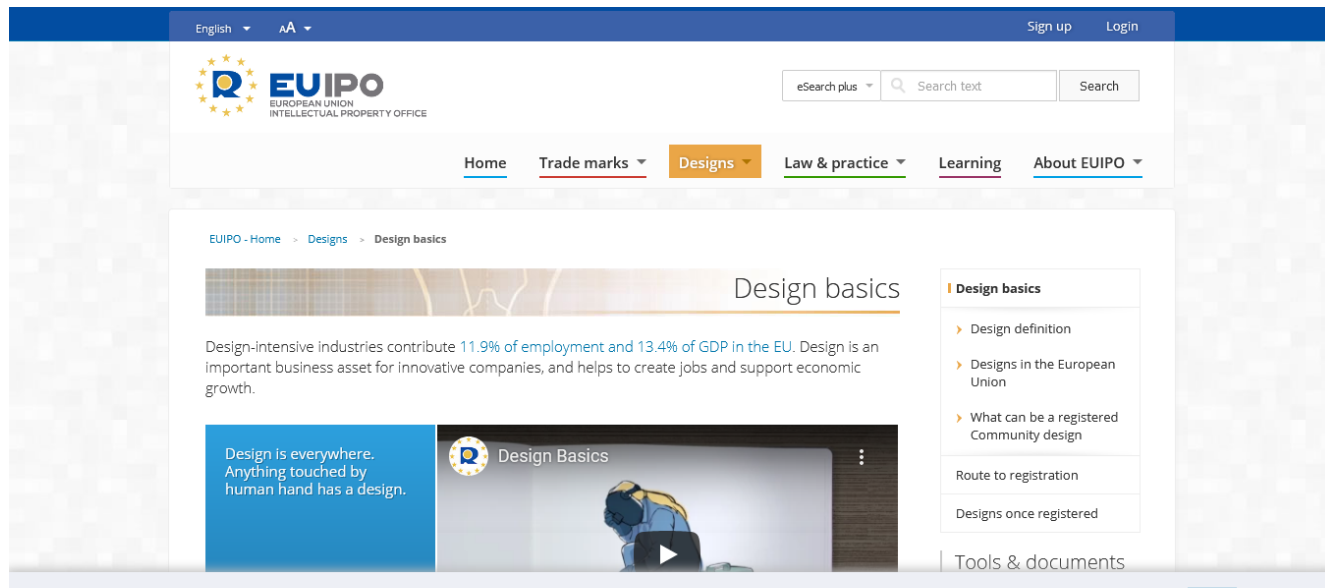 English
AA
Sign up
Login
EUIPO
EUROPEAN UNION
INTELLECTUAL PROPERTY OFFICE
eSearch plus
Search text
Search
Home
Trade marks
Designs
Law & practice
Learning
About EUIPO
EUIPO - Home > Designs > Design basics
Design basics
Design-intensive industries contribute 11.9% of employment and 13.4% of GDP in the EU. Design is an
important business asset for innovative companies, and helps to create jobs and support economic
growth.
Design is everywhere.
Anything touched by
human hand has a design.
Design Basics
Design basics
Design definition
Designs in the European
Union
What can be a registered
Community design
Route to registration
Designs once registered
Tools & documents